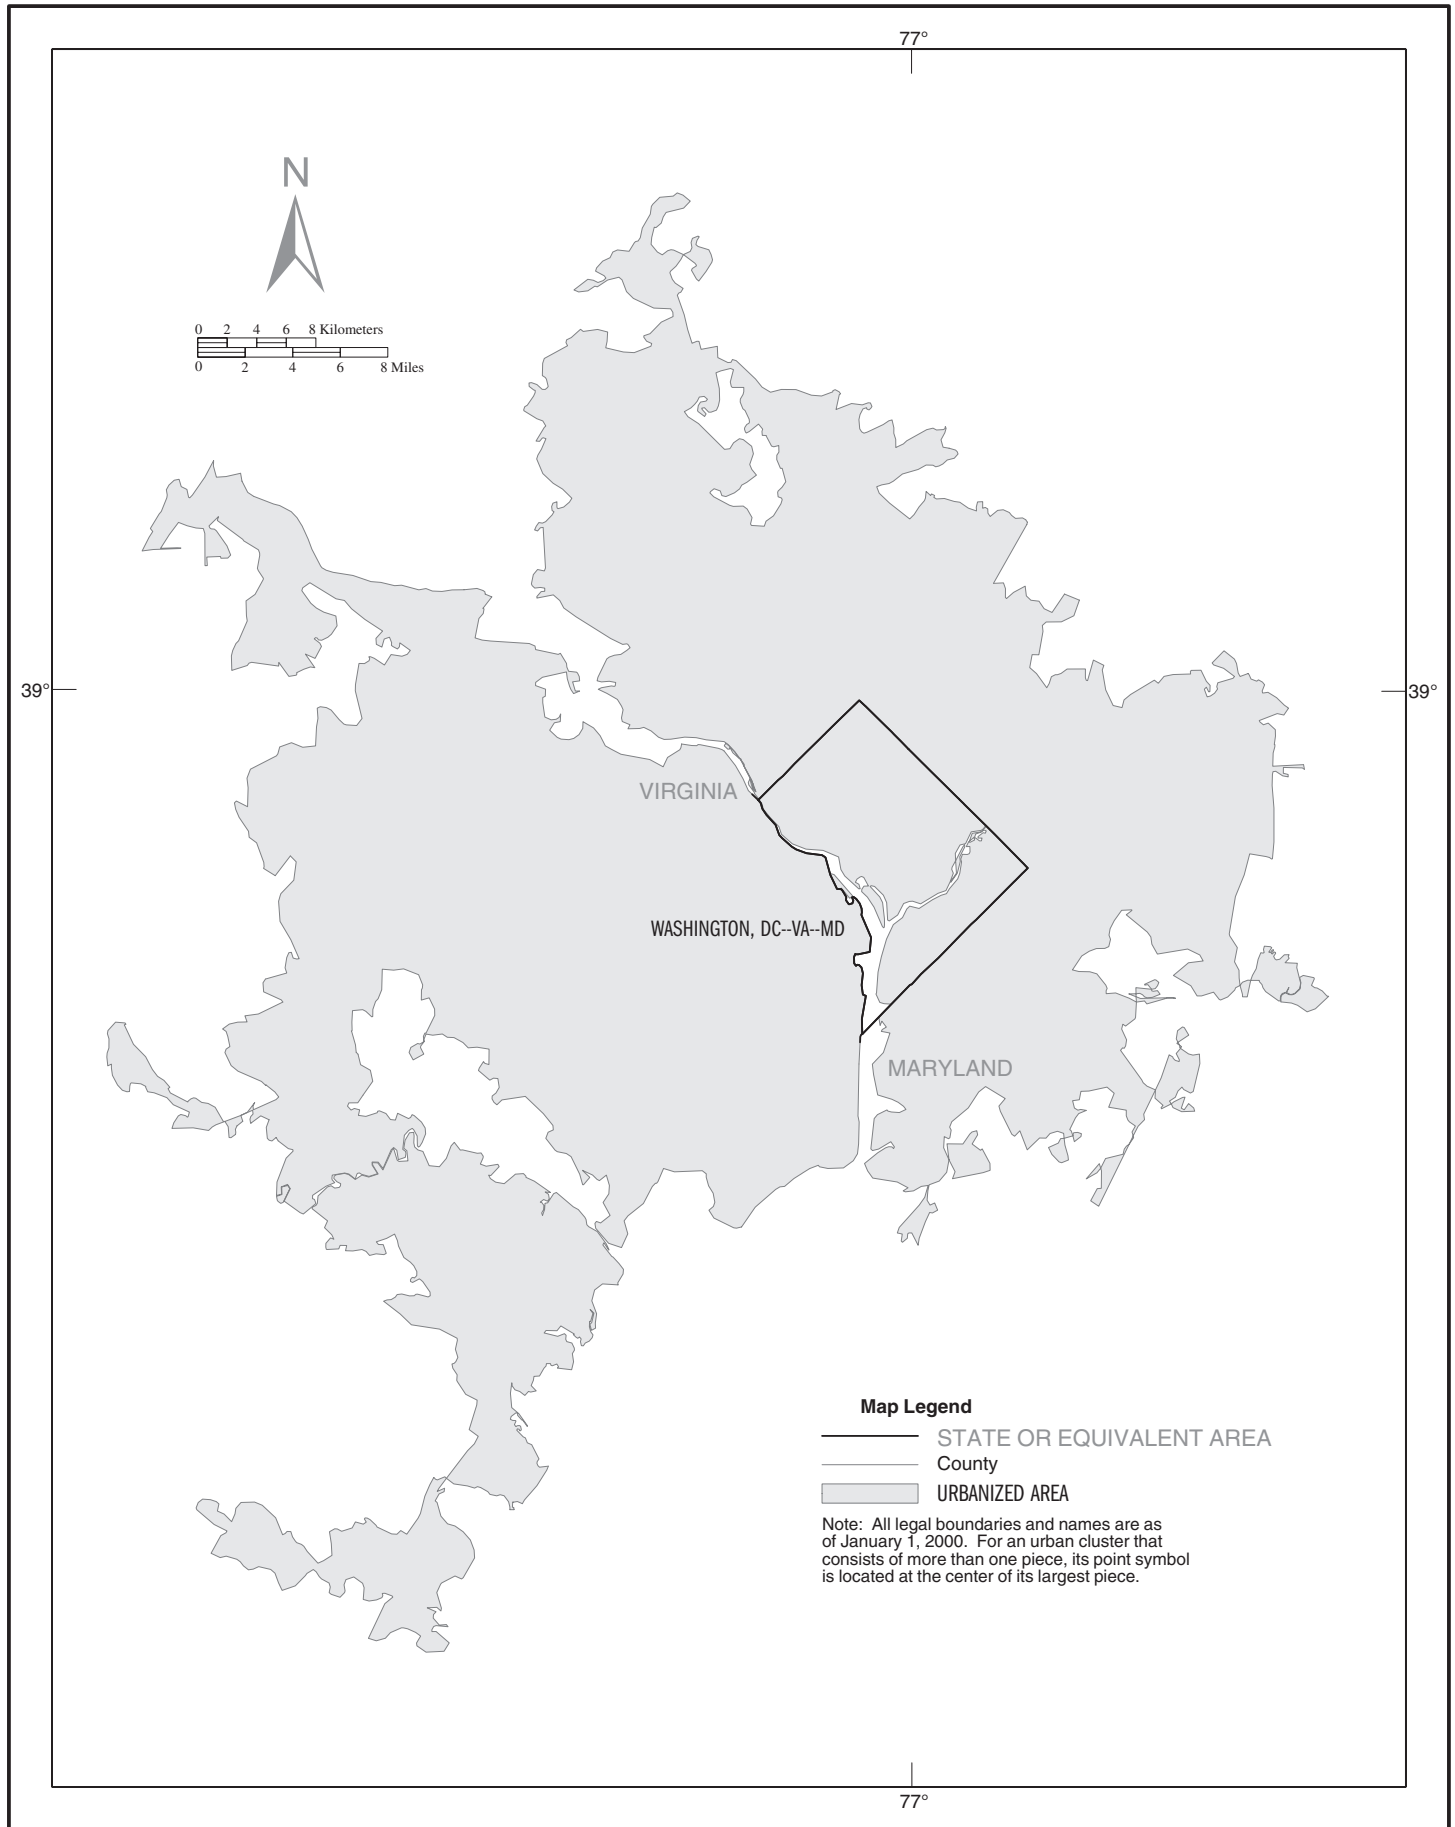 77°
N
0 2 4 6 8 Kilometers
0 2 4 6 8 Miles
39°
39°
VIRGINIA
WASHINGTON, DC--VA--MD
MARYLAND
Map Legend
STATE OR EQUIVALENT AREA
County
URBANIZED AREA
Note: All legal boundaries and names are as
of January 1, 2000. For an urban cluster that
consists of more than one piece, its point symbol
is located at the center of its largest piece.
77°